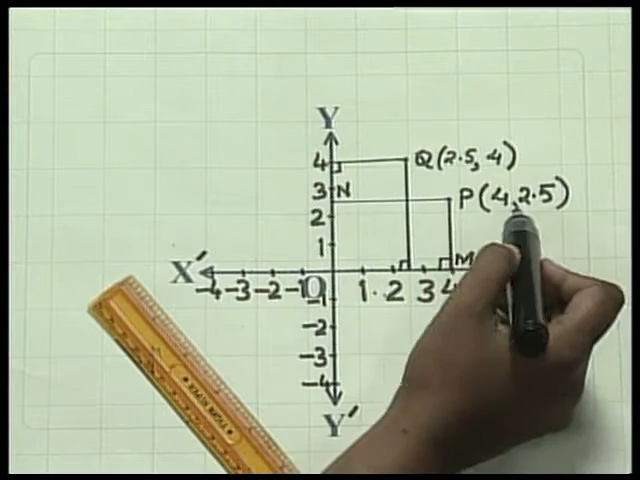 Y
4 Q(2.5, 4)
3 N P(4,2.5)
2
1
M
X′ -4 -3 -2 -1 O 1 2 3 4
-1
-2
-3
-4
Y′